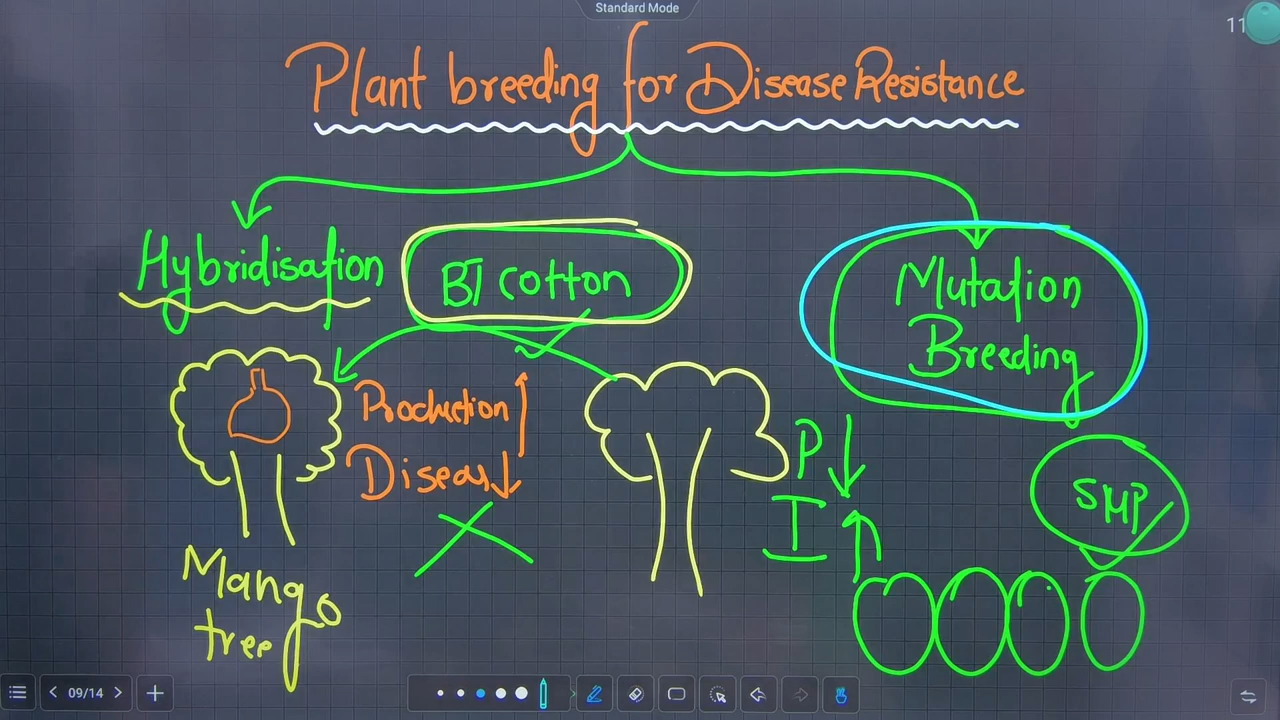 Standard Mode
11
Plant breeding for Disease Resistance
Hybridisation
BT cotton
Mutation
Breeding
Production
Diseas
P
I
SMP
Mango
tree
09/14